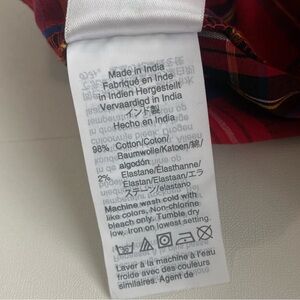 Made in India
Fabriqué en Inde
in Indien Hergestellt
Vervaardigd in India
インド製
Hecho en India
98% Cotton/Coton/
Baumwolle/Katoen/綿/
algodón
2% Elastane/Élasthanne/
Elastan/Elastaan/エラ
ステーン/elastano
Machine wash cold with
like colors, Non-chlorine
bleach only, Tumble dry
low, Iron on lowest setting.
Laver à la machine à l'eau
froide avec des couleurs
similaires. Agent de